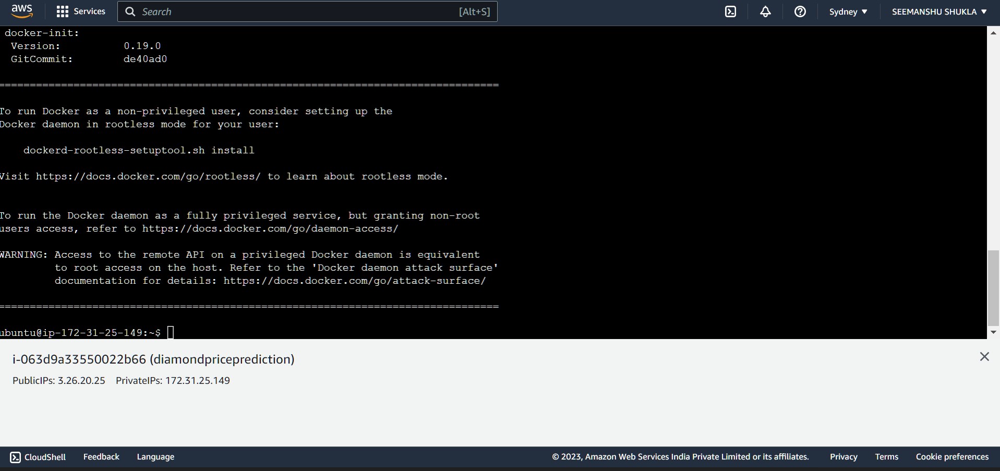 aws
Services
Search
[Alt+S]
Sydney
SEEMANSHU SHUKLA
docker-init:
Version: 0.19.0
GitCommit: de40ad0
================================================================================
To run Docker as a non-privileged user, consider setting up the
Docker daemon in rootless mode for your user:
dockerd-rootless-setuptool.sh install
Visit https://docs.docker.com/go/rootless/ to learn about rootless mode.
To run the Docker daemon as a fully privileged service, but granting non-root
users access, refer to https://docs.docker.com/go/daemon-access/
WARNING: Access to the remote API on a privileged Docker daemon is equivalent
to root access on the host. Refer to the 'Docker daemon attack surface'
documentation for details: https://docs.docker.com/go/attack-surface/
================================================================================
ubuntu@ip-172-31-25-149:~$
i-063d9a33550022b66 (diamondpriceprediction)
PublicIPs: 3.26.20.25 PrivateIPs: 172.31.25.149
CloudShell
Feedback
Language
© 2023, Amazon Web Services India Private Limited or its affiliates.
Privacy
Terms
Cookie preferences